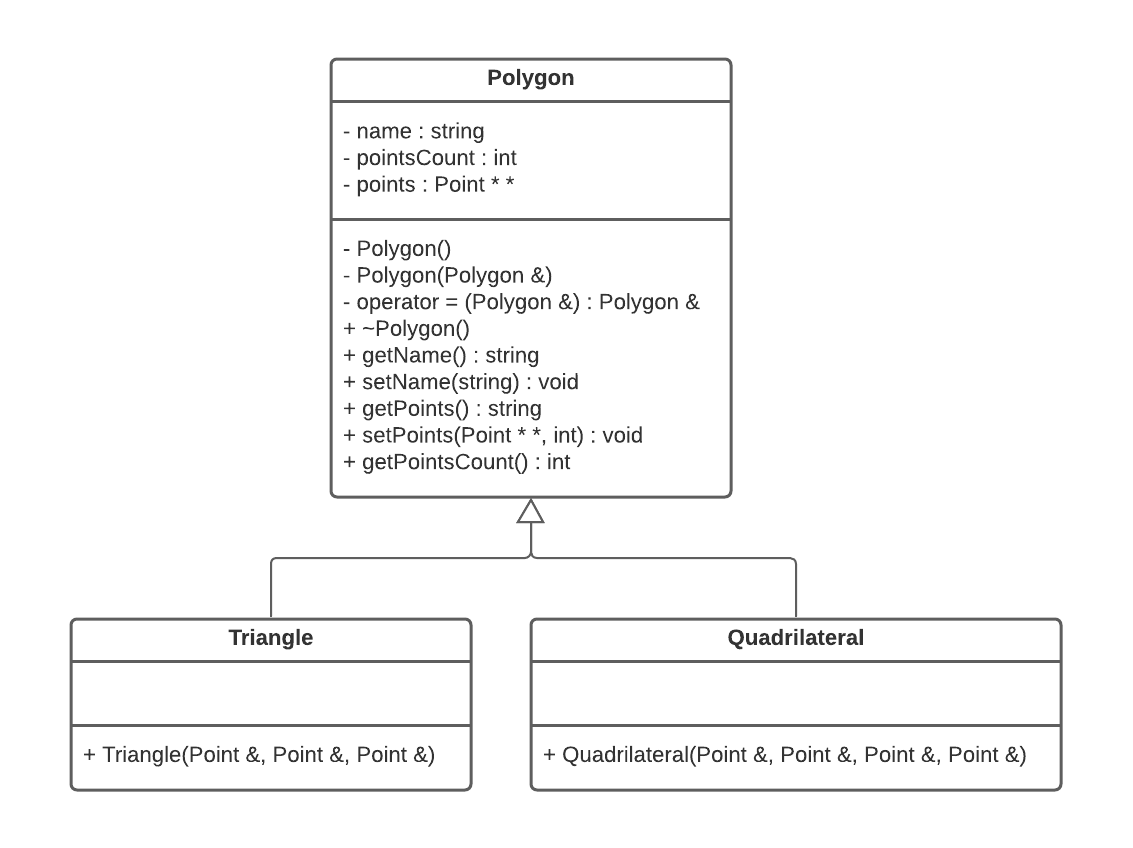 Polygon
- name : string
- pointsCount : int
- points : Point * *
- Polygon()
- Polygon(Polygon &)
- operator = (Polygon &) : Polygon &
+ ~Polygon()
+ getName() : string
+ setName(string) : void
+ getPoints() : string
+ setPoints(Point * *, int) : void
+ getPointsCount() : int
Triangle
+ Triangle(Point &, Point &, Point &)
Quadrilateral
+ Quadrilateral(Point &, Point &, Point &, Point &)